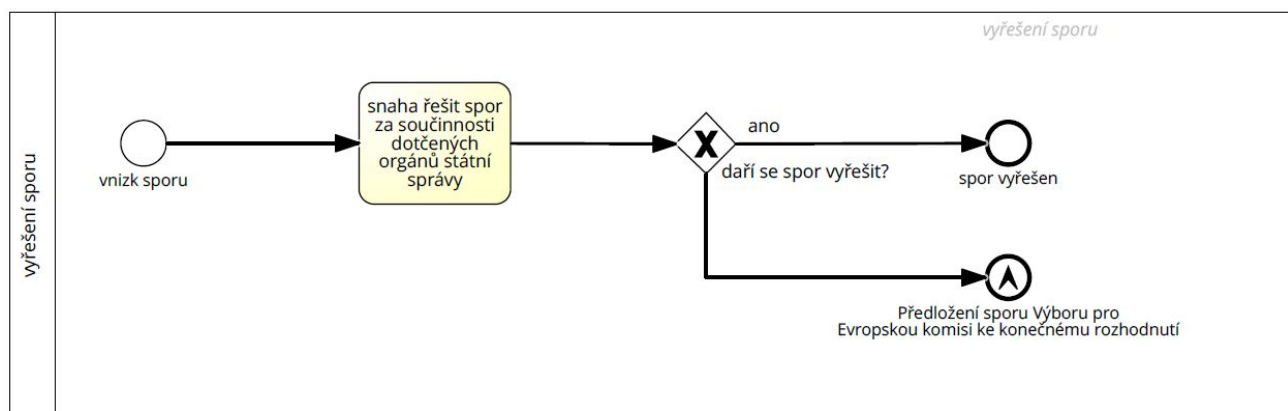 vyřešení sporu
vyřešení sporu
vnizk sporu
snaha řešit spor
za součinnosti
dotčených
orgánů státní
správy
ano
daří se spor vyřešit?
spor vyřešen
Předložení sporu Výboru pro
Evropskou komisi ke konečnému rozhodnutí